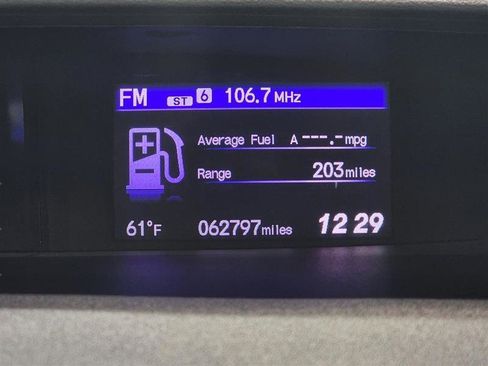 FM ST 6 106.7 MHz
Average Fuel A ---.- mpg
Range 203 miles
61°F 062797 miles 12 29